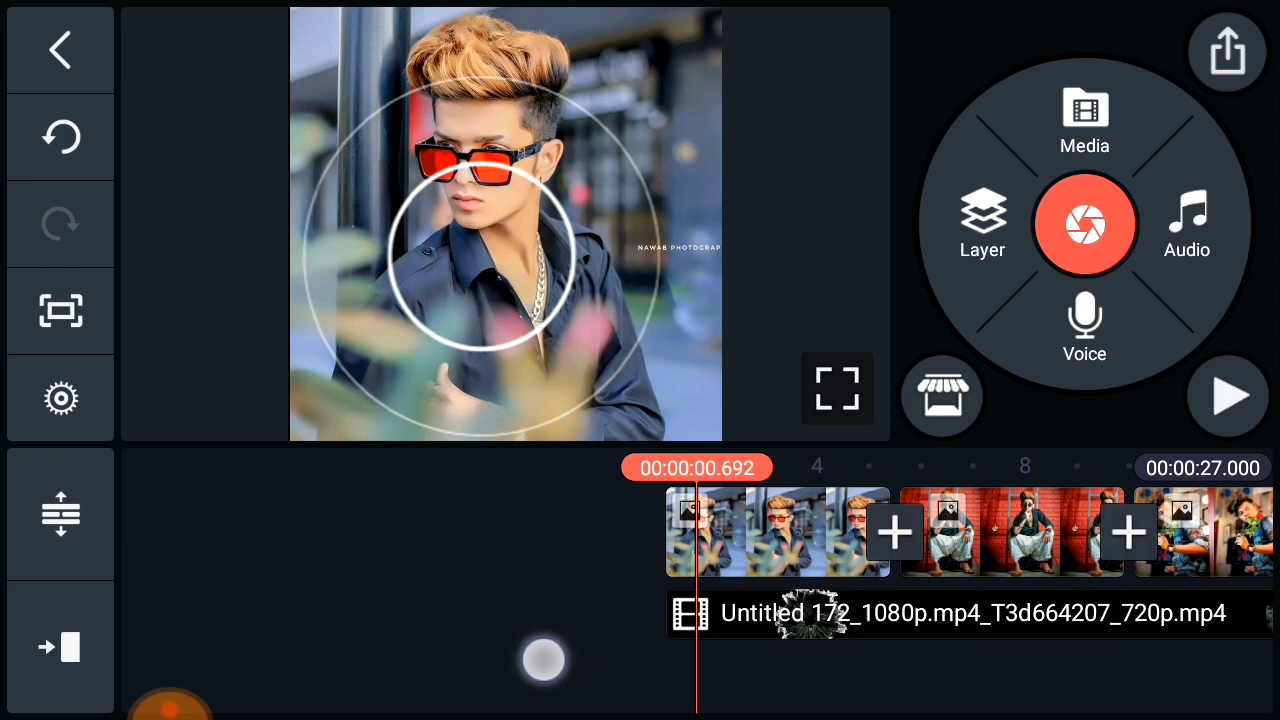 Media
Layer
Audio
Voice
NAWAB PHOTOGRAP
00:00:00.692
4
8
00:00:27.000
Untitled 172_1080p.mp4_T3d664207_720p.mp4